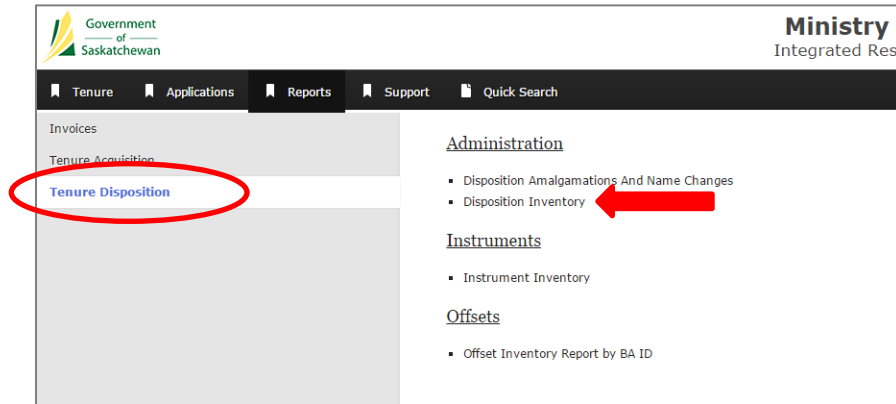 Government
of
Saskatchewan
Ministry
Integrated Res
Tenure Applications Reports Support Quick Search
Invoices
Tenure Acquisition
Tenure Disposition
Administration
Disposition Amalgamations And Name Changes
Disposition Inventory
Instruments
Instrument Inventory
Offsets
Offset Inventory Report by BA ID